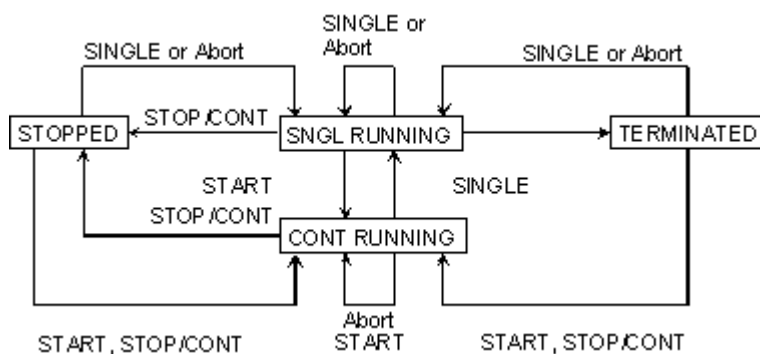 SINGLE or
Abort
SINGLE or Abort
SINGLE or Abort
STOPPED
STOP/CONT
SNGL RUNNING
TERMINATED
START
SINGLE
STOP/CONT
CONT RUNNING
Abort
START, STOP/CONT
START
START, STOP/CONT